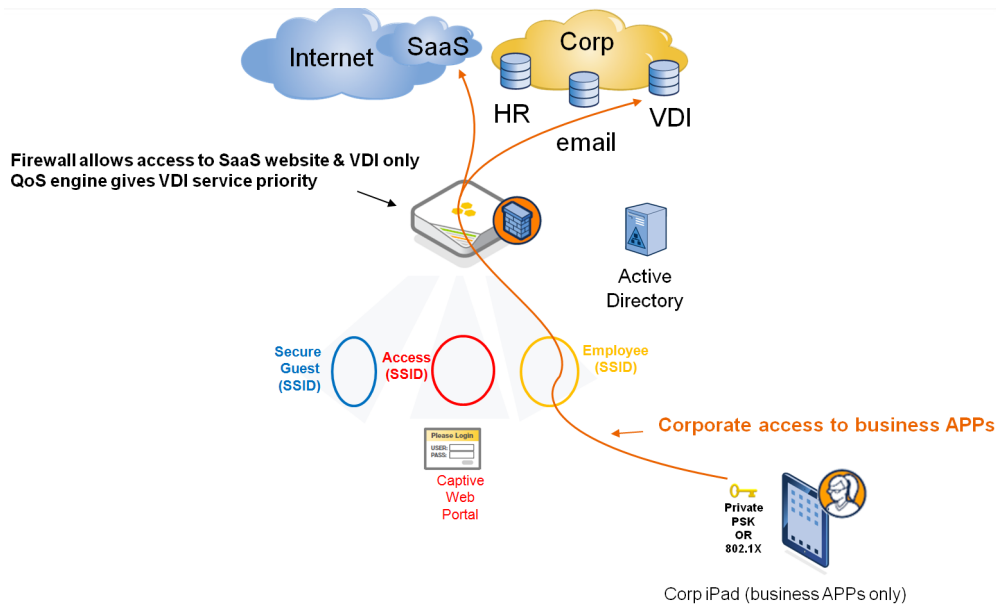 Internet
SaaS
Corp
HR
email
VDI
Firewall allows access to SaaS website & VDI only
QoS engine gives VDI service priority
Active
Directory
Secure
Guest
(SSID)
Access
(SSID)
Employee
(SSID)
Please Login
USER:
PASS:
Captive
Web
Portal
Corporate access to business APPs
Private
PSK
OR
802.1X
Corp iPad (business APPs only)